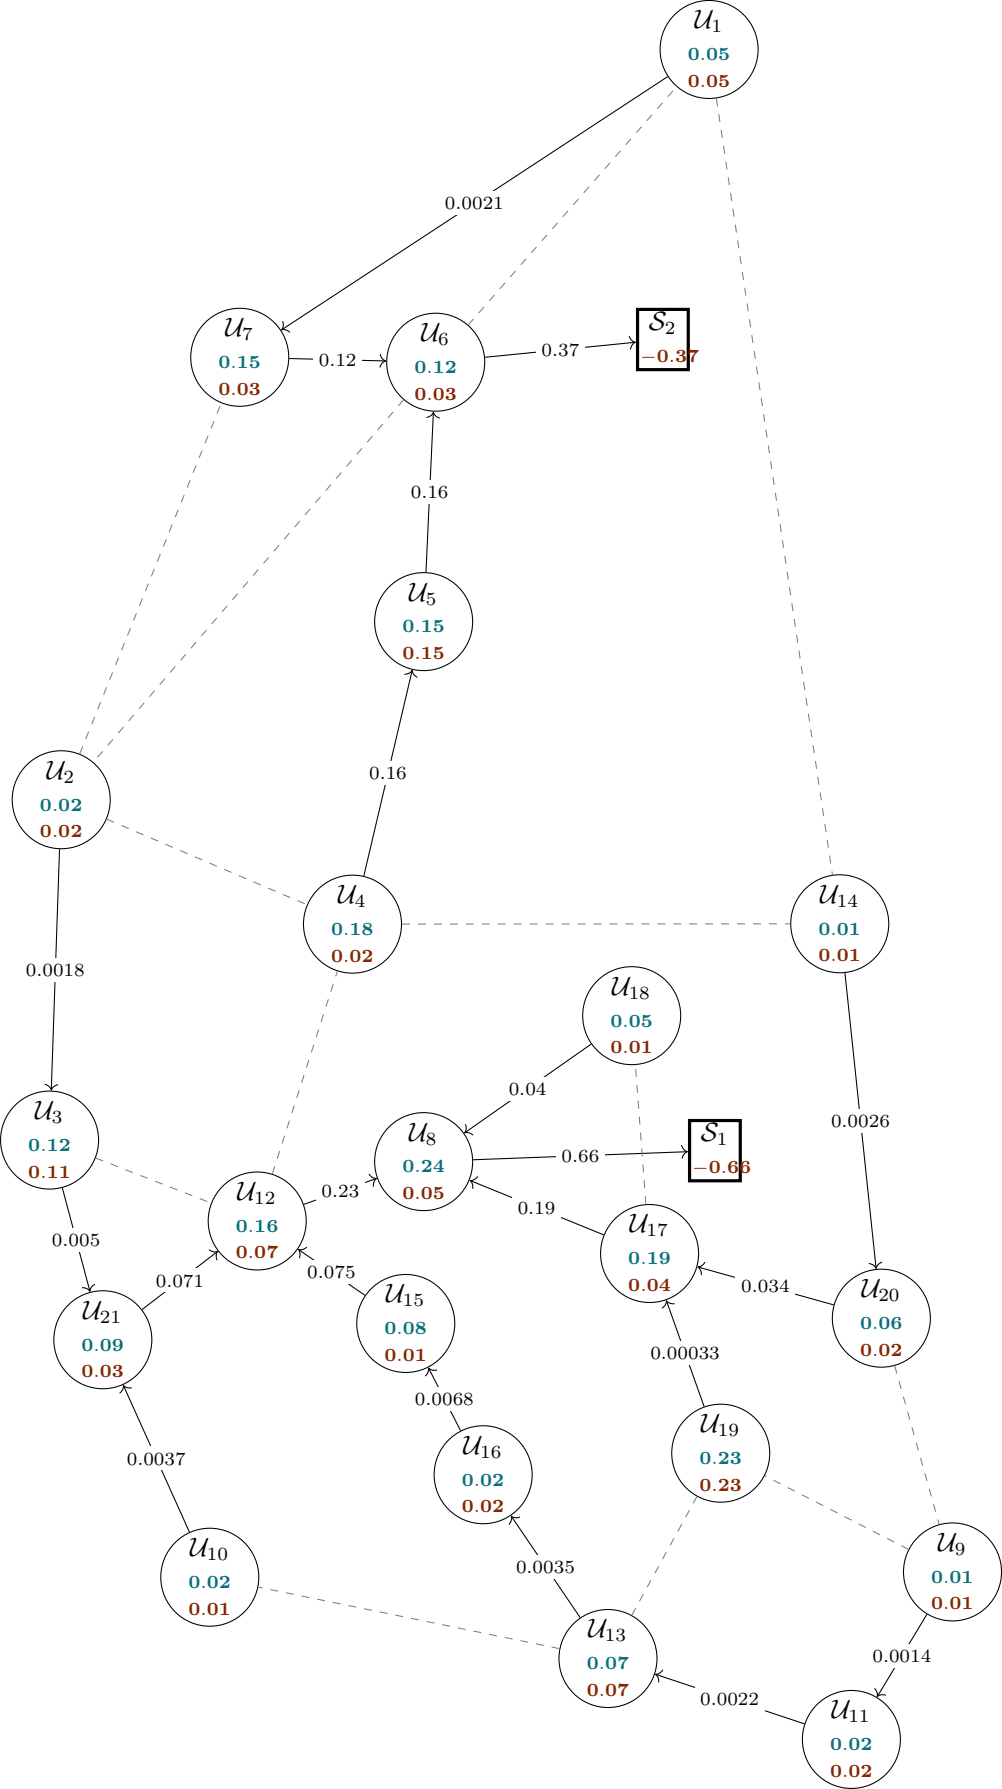 𝒰1
0.05
0.05
0.0021
𝒰7
0.15
0.03
0.12
𝒰6
0.12
0.03
0.37
𝒮2
−0.37
0.16
𝒰5
0.15
0.15
0.16
𝒰2
0.02
0.02
𝒰4
0.18
0.02
𝒰14
0.01
0.01
0.0018
𝒰18
0.05
0.01
0.04
𝒰3
0.12
0.11
𝒰8
0.24
0.05
0.66
𝒮1
−0.66
0.0026
𝒰12
0.16
0.07
0.23
0.19
𝒰17
0.19
0.04
0.005
0.071
0.075
0.034
𝒰21
0.09
0.03
𝒰15
0.08
0.01
𝒰20
0.06
0.02
0.00033
0.0068
𝒰19
0.23
0.23
0.0037
𝒰16
0.02
0.02
𝒰10
0.02
0.01
0.0035
𝒰9
0.01
0.01
𝒰13
0.07
0.07
0.0014
0.0022
𝒰11
0.02
0.02